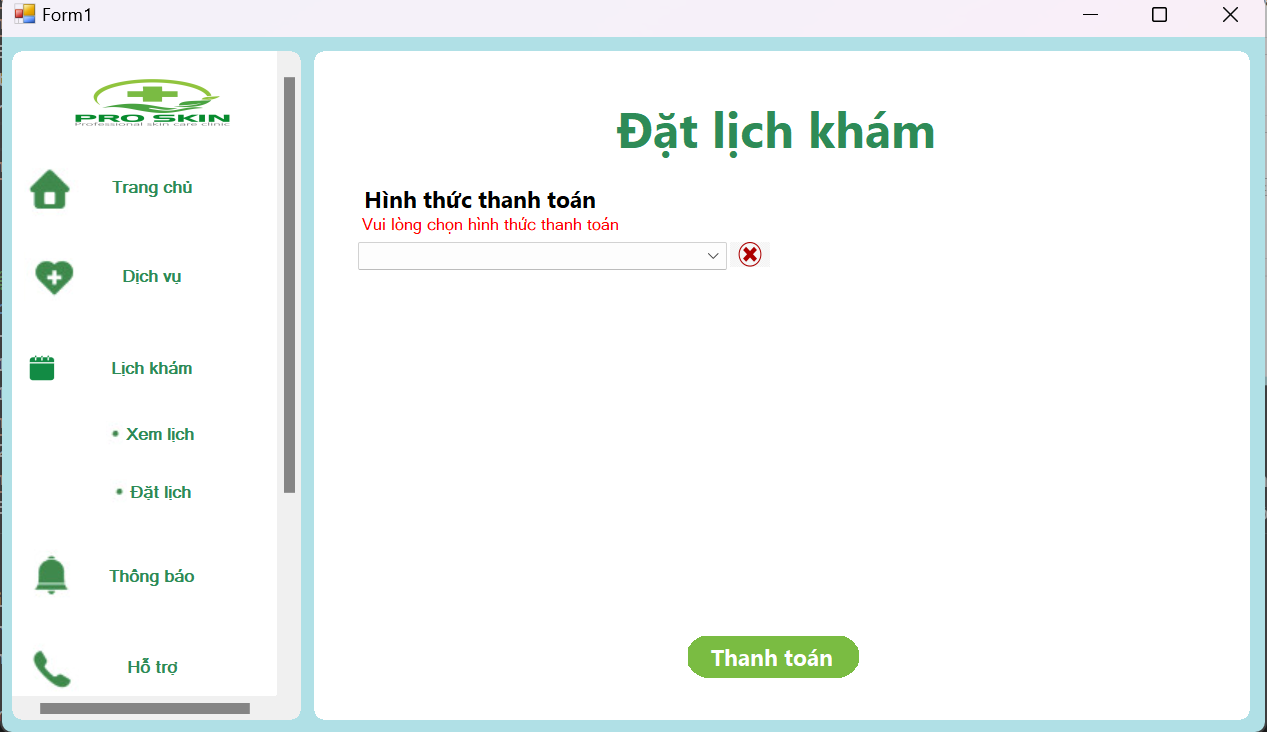 Form1
PRO SKIN
Professional skin care clinic
Trang chủ
Dịch vụ
Lịch khám
• Xem lịch
• Đặt lịch
Thông báo
Hỗ trợ
Đặt lịch khám
Hình thức thanh toán
Vui lòng chọn hình thức thanh toán
Thanh toán